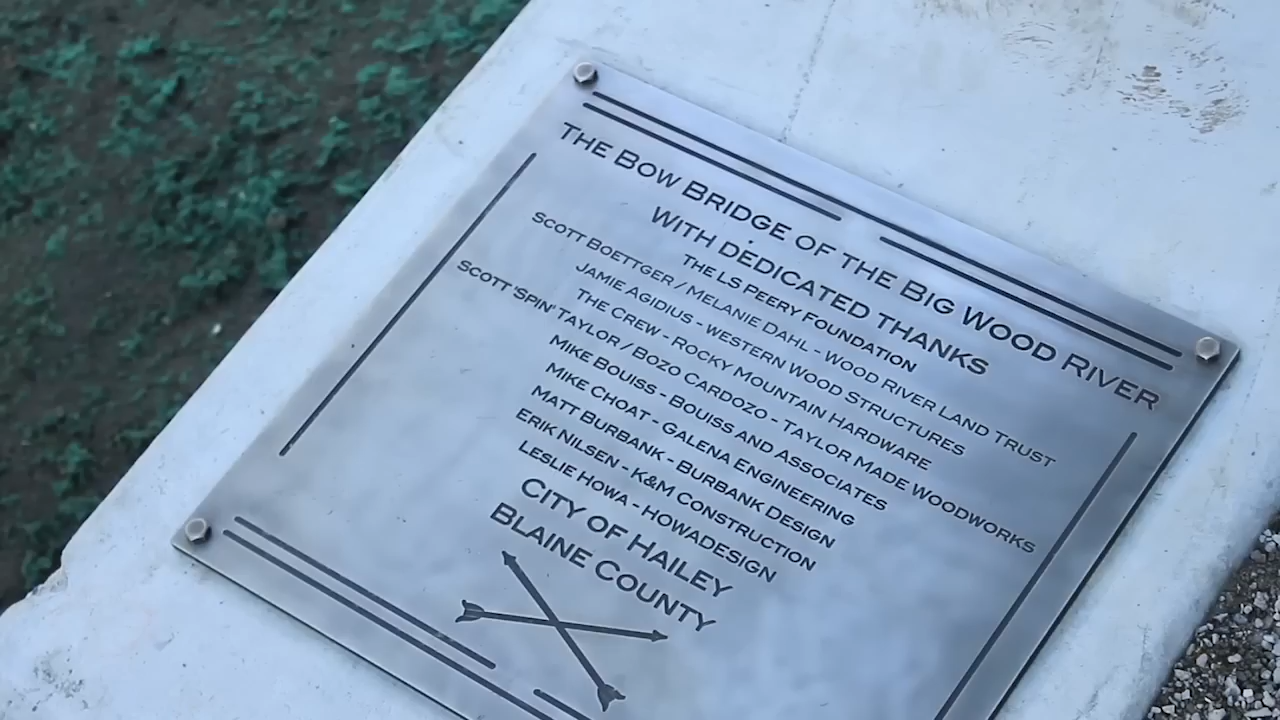 THE BOW BRIDGE OF THE BIG WOOD RIVER
WITH DEDICATED THANKS
THE LS PEERY FOUNDATION
SCOTT BOETTGER / MELANIE DAHL - WOOD RIVER LAND TRUST
JAMIE AGIDIUS - WESTERN WOOD STRUCTURES
THE CREW - ROCKY MOUNTAIN HARDWARE
SCOTT 'SPIN' TAYLOR / BOZO CARDOZO - TAYLOR MADE WOODWORKS
MIKE BOUISS - BOUISS AND ASSOCIATES
MIKE CHOAT - GALENA ENGINEERING
MATT BURBANK - BURBANK DESIGN
ERIK NILSEN - K&M CONSTRUCTION
LESLIE HOWA - HOWADESIGN
CITY OF HAILEY
BLAINE COUNTY